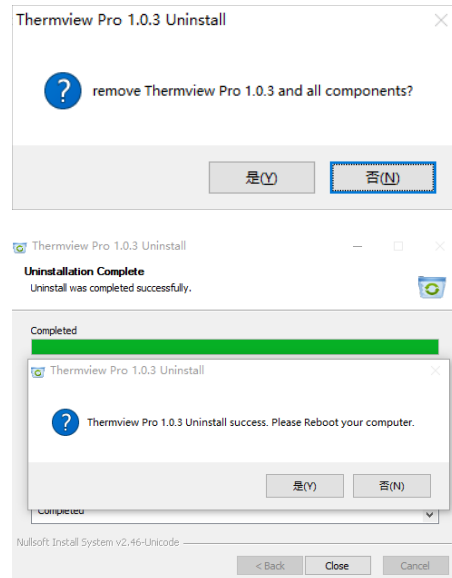 Thermview Pro 1.0.3 Uninstall
remove Thermview Pro 1.0.3 and all components?
是(Y)
否(N)
Thermview Pro 1.0.3 Uninstall
Uninstallation Complete
Uninstall was completed successfully.
Completed
Thermview Pro 1.0.3 Uninstall
Thermview Pro 1.0.3 Uninstall success. Please Reboot your computer.
是(Y)
否(N)
Completed
Nullsoft Install System v2.46-Unicode
< Back
Close
Cancel